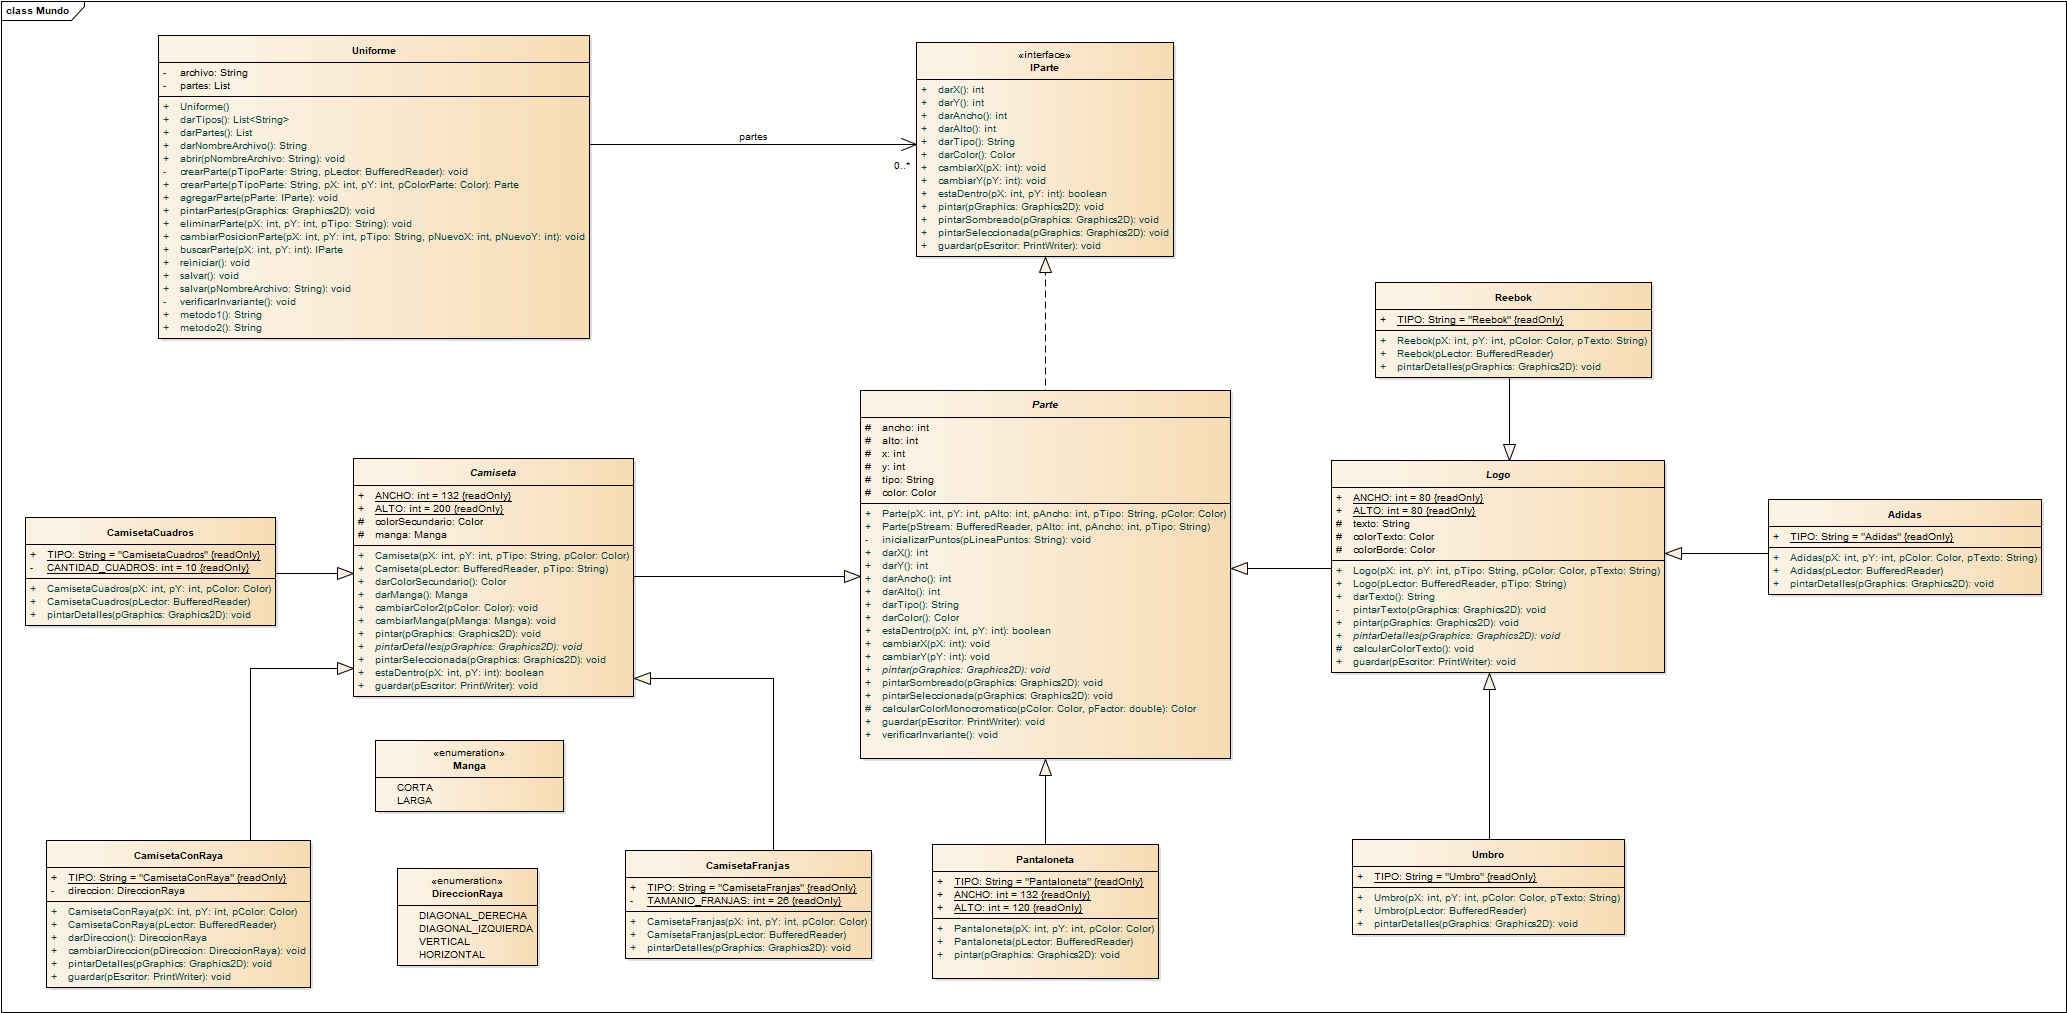 class Mundo
Uniforme
- archivo: String
- partes: List
+ Uniforme()
+ darTipos(): List<String>
+ darPartes(): List
+ darNombreArchivo(): String
+ abrir(pNombreArchivo: String): void
- crearParte(pTipoParte: String, pLector: BufferedReader): void
+ crearParte(pTipoParte: String, pX: int, pY: int, pColorParte: Color): Parte
+ agregarParte(pParte: IParte): void
+ pintarPartes(pGraphics: Graphics2D): void
+ eliminarParte(pX: int, pY: int, pTipo: String): void
+ cambiarPosicionParte(pX: int, pY: int, pTipo: String, pNuevoX: int, pNuevoY: int): void
+ buscarParte(pX: int, pY: int): IParte
+ reiniciar(): void
+ salvar(): void
+ salvar(pNombreArchivo: String): void
- verificarInvariante(): void
+ metodo1(): String
+ metodo2(): String
partes
0..*
«interface»
IParte
+ darX(): int
+ darY(): int
+ darAncho(): int
+ darAlto(): int
+ darTipo(): String
+ darColor(): Color
+ cambiarX(pX: int): void
+ cambiarY(pY: int): void
+ estaDentro(pX: int, pY: int): boolean
+ pintar(pGraphics: Graphics2D): void
+ pintarSombreado(pGraphics: Graphics2D): void
+ pintarSeleccionada(pGraphics: Graphics2D): void
+ guardar(pEscritor: PrintWriter): void
Reebok
+ TIPO: String = "Reebok" {readOnly}
+ Reebok(pX: int, pY: int, pColor: Color, pTexto: String)
+ Reebok(pLector: BufferedReader)
+ pintarDetalles(pGraphics: Graphics2D): void
Parte
# ancho: int
# alto: int
# x: int
# y: int
# tipo: String
# color: Color
+ Parte(pX: int, pY: int, pAlto: int, pAncho: int, pTipo: String, pColor: Color)
+ Parte(pStream: BufferedReader, pAlto: int, pAncho: int, pTipo: String)
- inicializarPuntos(pLineaPuntos: String): void
+ darX(): int
+ darY(): int
+ darAncho(): int
+ darAlto(): int
+ darTipo(): String
+ darColor(): Color
+ estaDentro(pX: int, pY: int): boolean
+ cambiarX(pX: int): void
+ cambiarY(pY: int): void
+ pintar(pGraphics: Graphics2D): void
+ pintarSombreado(pGraphics: Graphics2D): void
+ pintarSeleccionada(pGraphics: Graphics2D): void
# calcularColorMonocromatico(pColor: Color, pFactor: double): Color
+ guardar(pEscritor: PrintWriter): void
+ verificarInvariante(): void
Camiseta
+ ANCHO: int = 132 {readOnly}
+ ALTO: int = 200 {readOnly}
# colorSecundario: Color
# manga: Manga
+ Camiseta(pX: int, pY: int, pTipo: String, pColor: Color)
+ Camiseta(pLector: BufferedReader, pTipo: String)
+ darColorSecundario(): Color
+ darManga(): Manga
+ cambiarColor2(pColor: Color): void
+ cambiarManga(pManga: Manga): void
+ pintar(pGraphics: Graphics2D): void
+ pintarDetalles(pGraphics: Graphics2D): void
+ pintarSeleccionada(pGraphics: Graphics2D): void
+ estaDentro(pX: int, pY: int): boolean
+ guardar(pEscritor: PrintWriter): void
Logo
+ ANCHO: int = 80 {readOnly}
+ ALTO: int = 80 {readOnly}
# texto: String
# colorTexto: Color
# colorBorde: Color
+ Logo(pX: int, pY: int, pTipo: String, pColor: Color, pTexto: String)
+ Logo(pLector: BufferedReader, pTipo: String)
+ darTexto(): String
- pintarTexto(pGraphics: Graphics2D): void
+ pintar(pGraphics: Graphics2D): void
+ pintarDetalles(pGraphics: Graphics2D): void
# calcularColorTexto(): void
+ guardar(pEscritor: PrintWriter): void
Adidas
+ TIPO: String = "Adidas" {readOnly}
+ Adidas(pX: int, pY: int, pColor: Color, pTexto: String)
+ Adidas(pLector: BufferedReader)
+ pintarDetalles(pGraphics: Graphics2D): void
CamisetaCuadros
+ TIPO: String = "CamisetaCuadros" {readOnly}
- CANTIDAD_CUADROS: int = 10 {readOnly}
+ CamisetaCuadros(pX: int, pY: int, pColor: Color)
+ CamisetaCuadros(pLector: BufferedReader)
+ pintarDetalles(pGraphics: Graphics2D): void
«enumeration»
Manga
CORTA
LARGA
CamisetaConRaya
+ TIPO: String = "CamisetaConRaya" {readOnly}
- direccion: DireccionRaya
+ CamisetaConRaya(pX: int, pY: int, pColor: Color)
+ CamisetaConRaya(pLector: BufferedReader)
+ darDireccion(): DireccionRaya
+ cambiarDireccion(pDireccion: DireccionRaya): void
+ pintarDetalles(pGraphics: Graphics2D): void
+ guardar(pEscritor: PrintWriter): void
«enumeration»
DireccionRaya
DIAGONAL_DERECHA
DIAGONAL_IZQUIERDA
VERTICAL
HORIZONTAL
CamisetaFranjas
+ TIPO: String = "CamisetaFranjas" {readOnly}
- TAMANIO_FRANJAS: int = 26 {readOnly}
+ CamisetaFranjas(pX: int, pY: int, pColor: Color)
+ CamisetaFranjas(pLector: BufferedReader)
+ pintarDetalles(pGraphics: Graphics2D): void
Pantaloneta
+ TIPO: String = "Pantaloneta" {readOnly}
+ ANCHO: int = 132 {readOnly}
+ ALTO: int = 120 {readOnly}
+ Pantaloneta(pX: int, pY: int, pColor: Color)
+ Pantaloneta(pLector: BufferedReader)
+ pintar(pGraphics: Graphics2D): void
Umbro
+ TIPO: String = "Umbro" {readOnly}
+ Umbro(pX: int, pY: int, pColor: Color, pTexto: String)
+ Umbro(pLector: BufferedReader)
+ pintarDetalles(pGraphics: Graphics2D): void